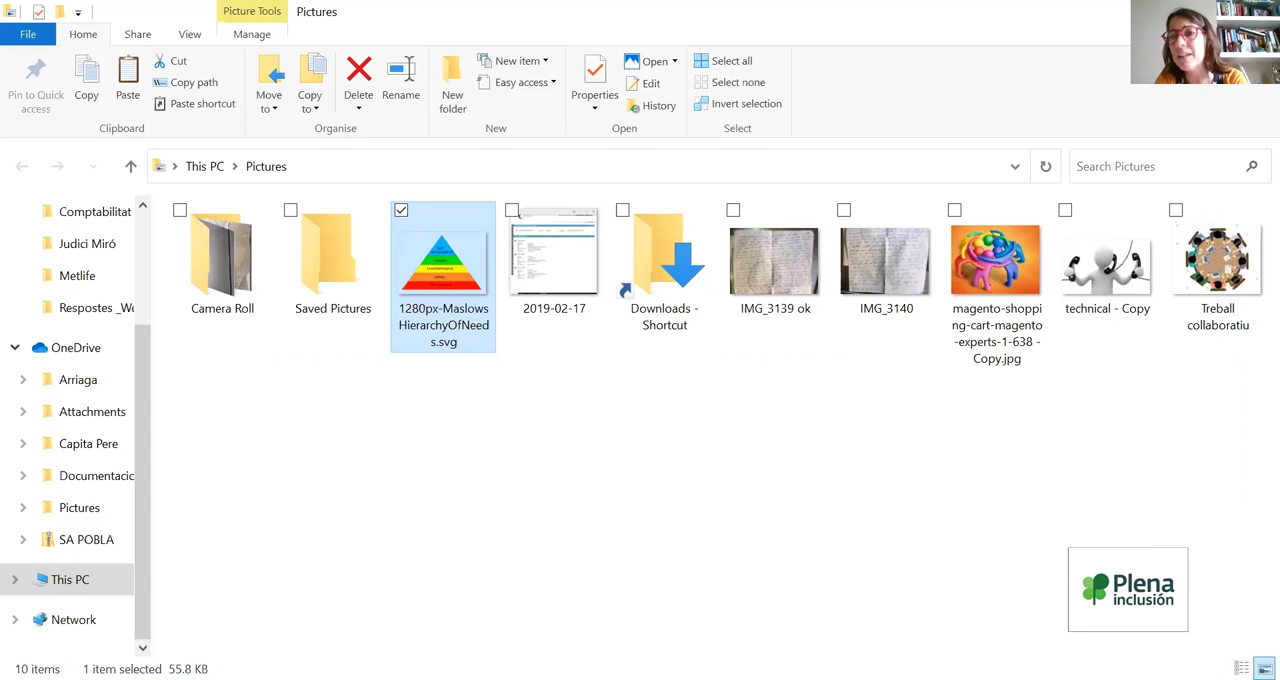 Picture Tools
Pictures
File
Home
Share
View
Manage
Pin to Quick
access
Copy
Paste
Cut
Copy path
Paste shortcut
Clipboard
Move
to
Copy
to
Delete
Rename
Organise
New
folder
New item
Easy access
New
Properties
Open
Edit
History
Open
Select all
Select none
Invert selection
Select
This PC
Pictures
Search Pictures
Comptabilitat
Judici Miró
Metlife
Respostes _We
OneDrive
Arriaga
Attachments
Capita Pere
Documentacio
Pictures
SA POBLA
This PC
Network
Camera Roll
Saved Pictures
1280px-Maslows
HierarchyOfNeed
s.svg
2019-02-17
Downloads -
Shortcut
IMG_3139 ok
IMG_3140
magento-shoppi
ng-cart-magento
-experts-1-638 -
Copy.jpg
technical - Copy
Treball
collaboratiu
Plena
inclusión
10 items
1 item selected 55.8 KB